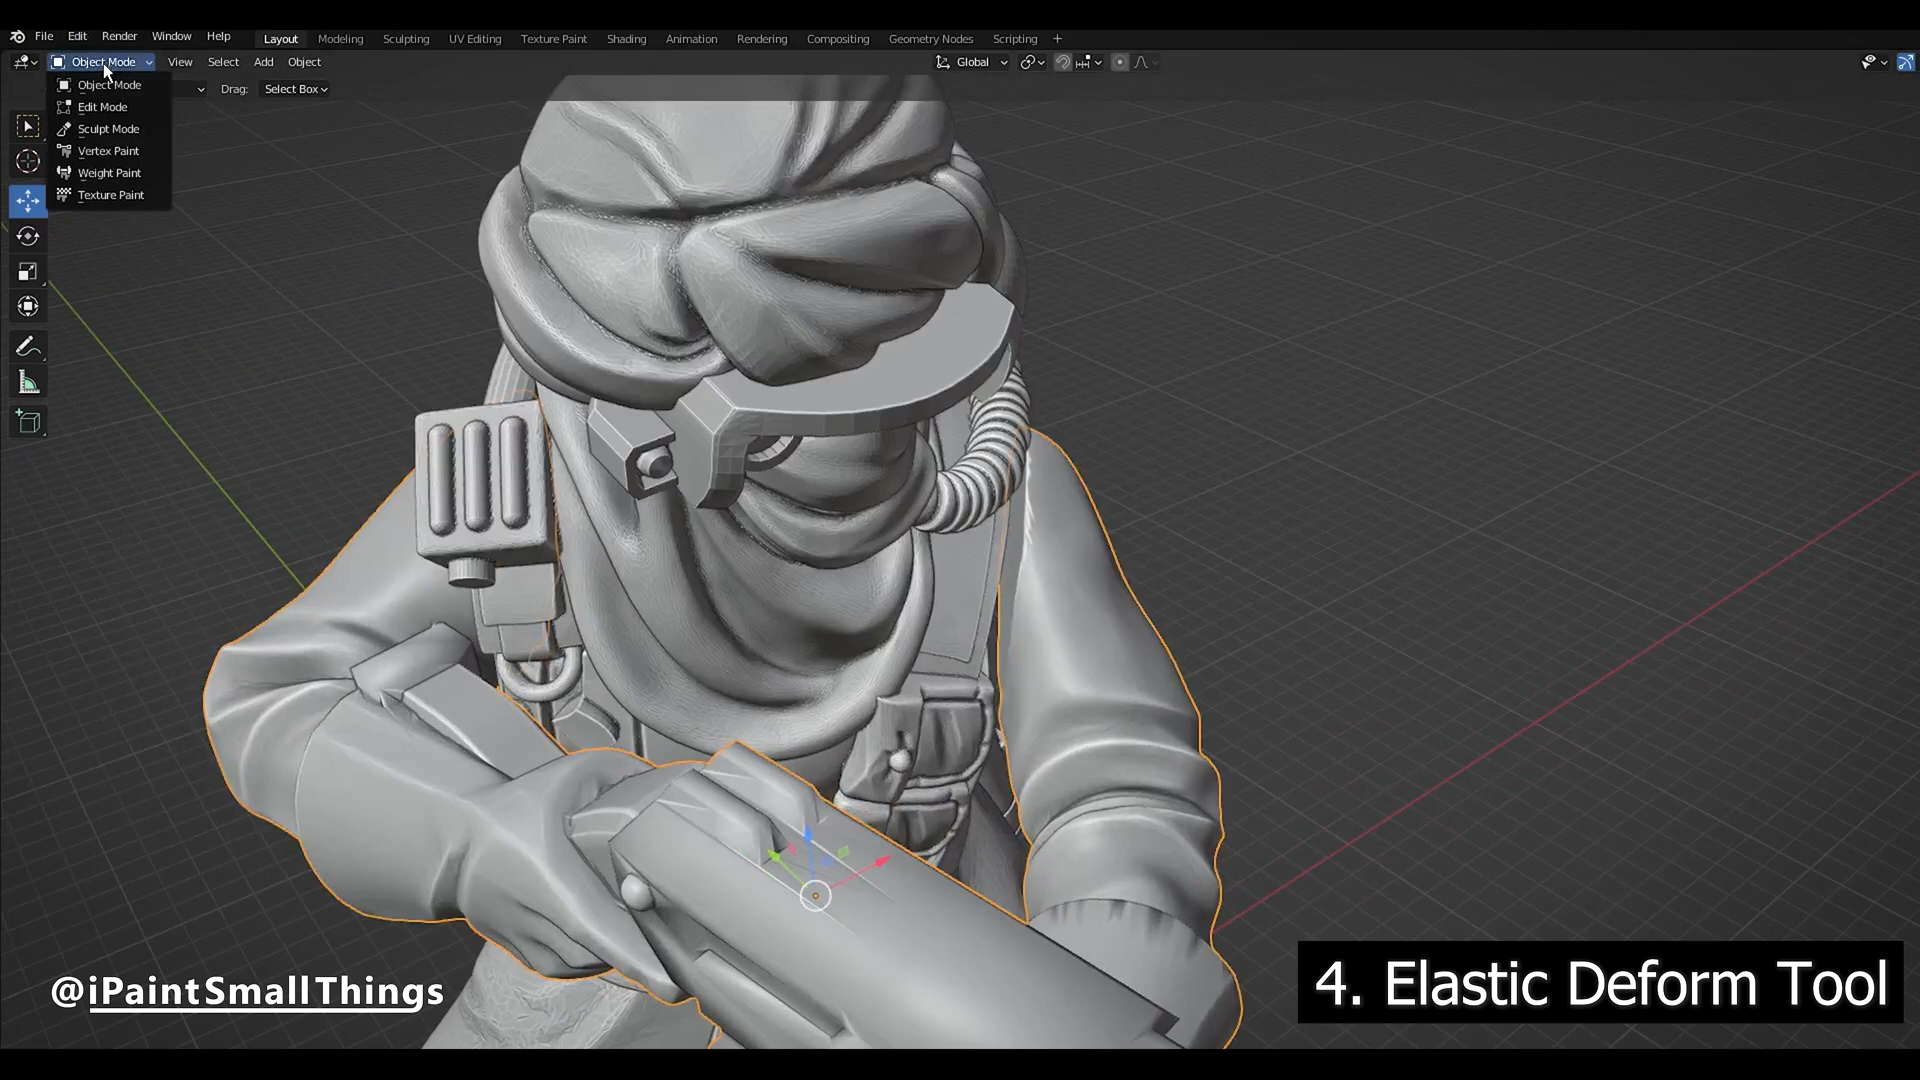 File Edit Render Window Help Layout Modeling Sculpting UV Editing Texture Paint Shading Animation Rendering Compositing Geometry Nodes Scripting +
Object Mode View Select Add Object Global
Object Mode Drag: Select Box
Edit Mode
Sculpt Mode
Vertex Paint
Weight Paint
Texture Paint
@iPaintSmallThings
4. Elastic Deform Tool